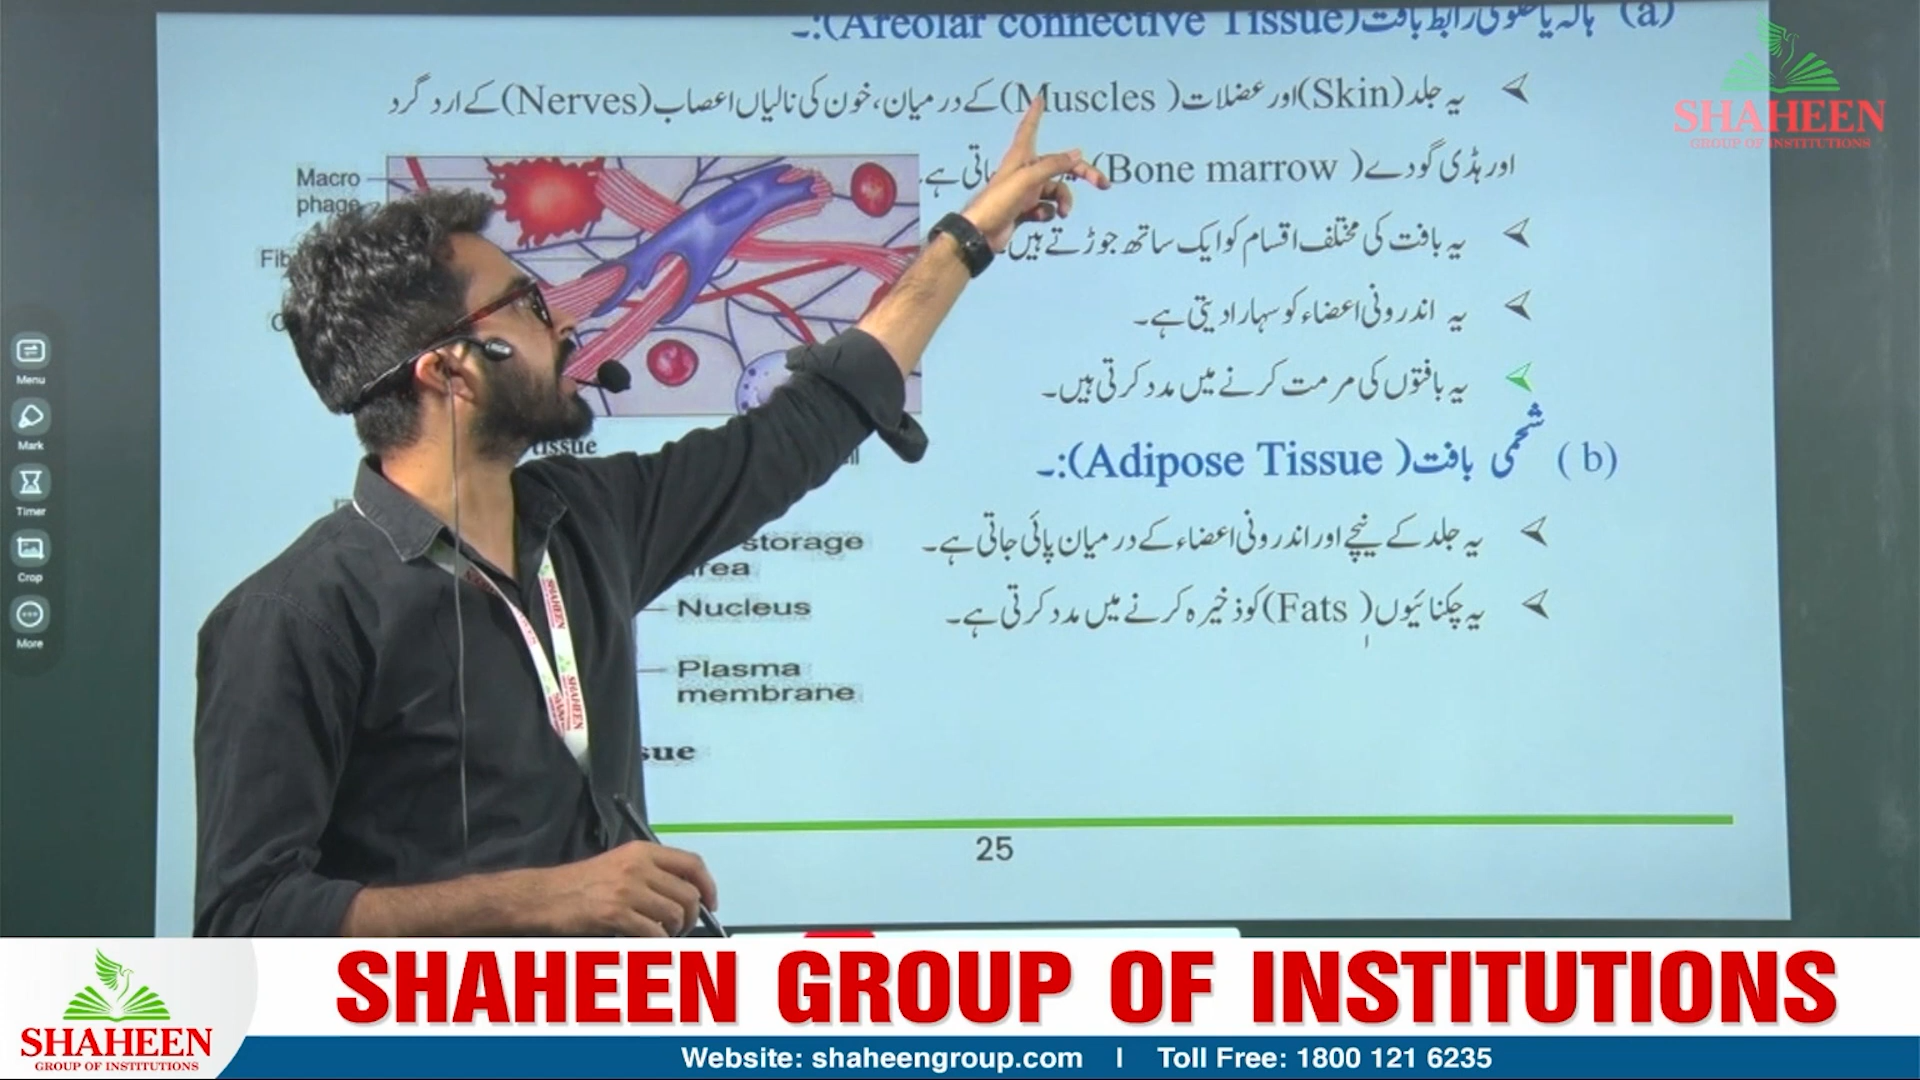 (a) ہالہ یا خلوی رابط بافت (Areolar connective Tissue):۔
یہ جلد (Skin) اور عضلات (Muscles) کے درمیان، خون کی نالیاں اعصاب (Nerves) کے ارد گرد
اور ہڈی گودے (Bone marrow) جاتی ہے۔
یہ بافت کی مختلف اقسام کو ایک ساتھ جوڑتے ہیں۔
یہ اندرونی اعضاء کو سہارا دیتی ہے۔
یہ بافتوں کی مرمت کرنے میں مدد کرتی ہیں۔
(b) شحمی بافت (Adipose Tissue):۔
یہ جلد کے نیچے اور اندرونی اعضاء کے درمیان پائی جاتی ہے۔
یہ چکنائیوں (Fats) کو ذخیرہ کرنے میں مدد کرتی ہے۔
Macro
phage
tissue
storage
area
Nucleus
Plasma
membrane
25
Menu
Mark
Timer
Crop
More
SHAHEEN
GROUP OF INSTITUTIONS
SHAHEEN
GROUP OF INSTITUTIONS
SHAHEEN GROUP OF INSTITUTIONS
Website: shaheengroup.com | Toll Free: 1800 121 6235